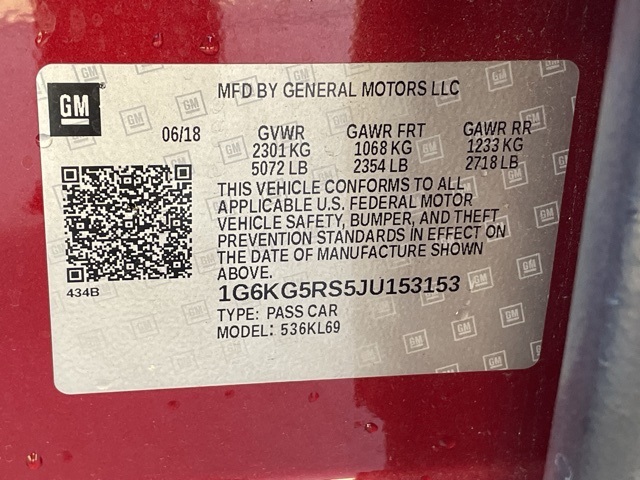 GM
MFD BY GENERAL MOTORS LLC
06/18 GVWR GAWR FRT GAWR RR
2301 KG 1068 KG 1233 KG
5072 LB 2354 LB 2718 LB
THIS VEHICLE CONFORMS TO ALL
APPLICABLE U.S. FEDERAL MOTOR
VEHICLE SAFETY, BUMPER, AND THEFT
PREVENTION STANDARDS IN EFFECT ON
THE DATE OF MANUFACTURE SHOWN
ABOVE.
434B
1G6KG5RS5JU153153
TYPE: PASS CAR
MODEL: 536KL69